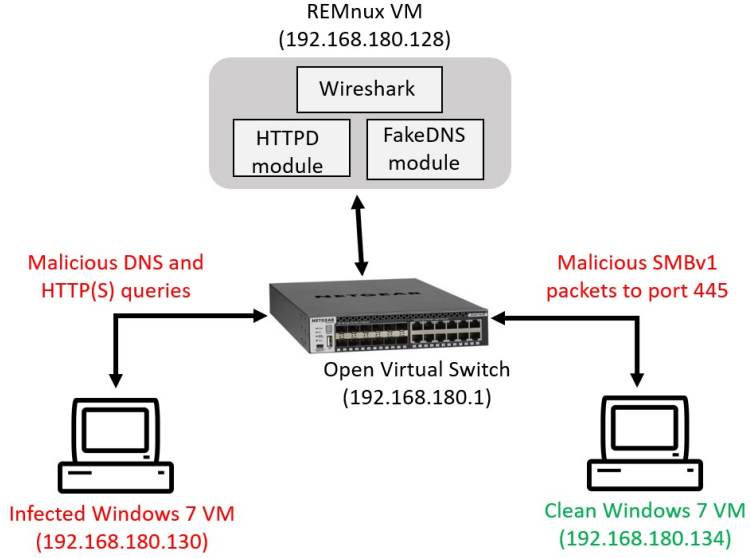 REMnux VM
(192.168.180.128)
Wireshark
HTTPD
module
FakeDNS
module
Malicious DNS and
HTTP(S) queries
Malicious SMBv1
packets to port 445
NETGEAR
NETGEAR
Open Virtual Switch
(192.168.180.1)
Infected Windows 7 VM
(192.168.180.130)
Clean Windows 7 VM
(192.168.180.134)